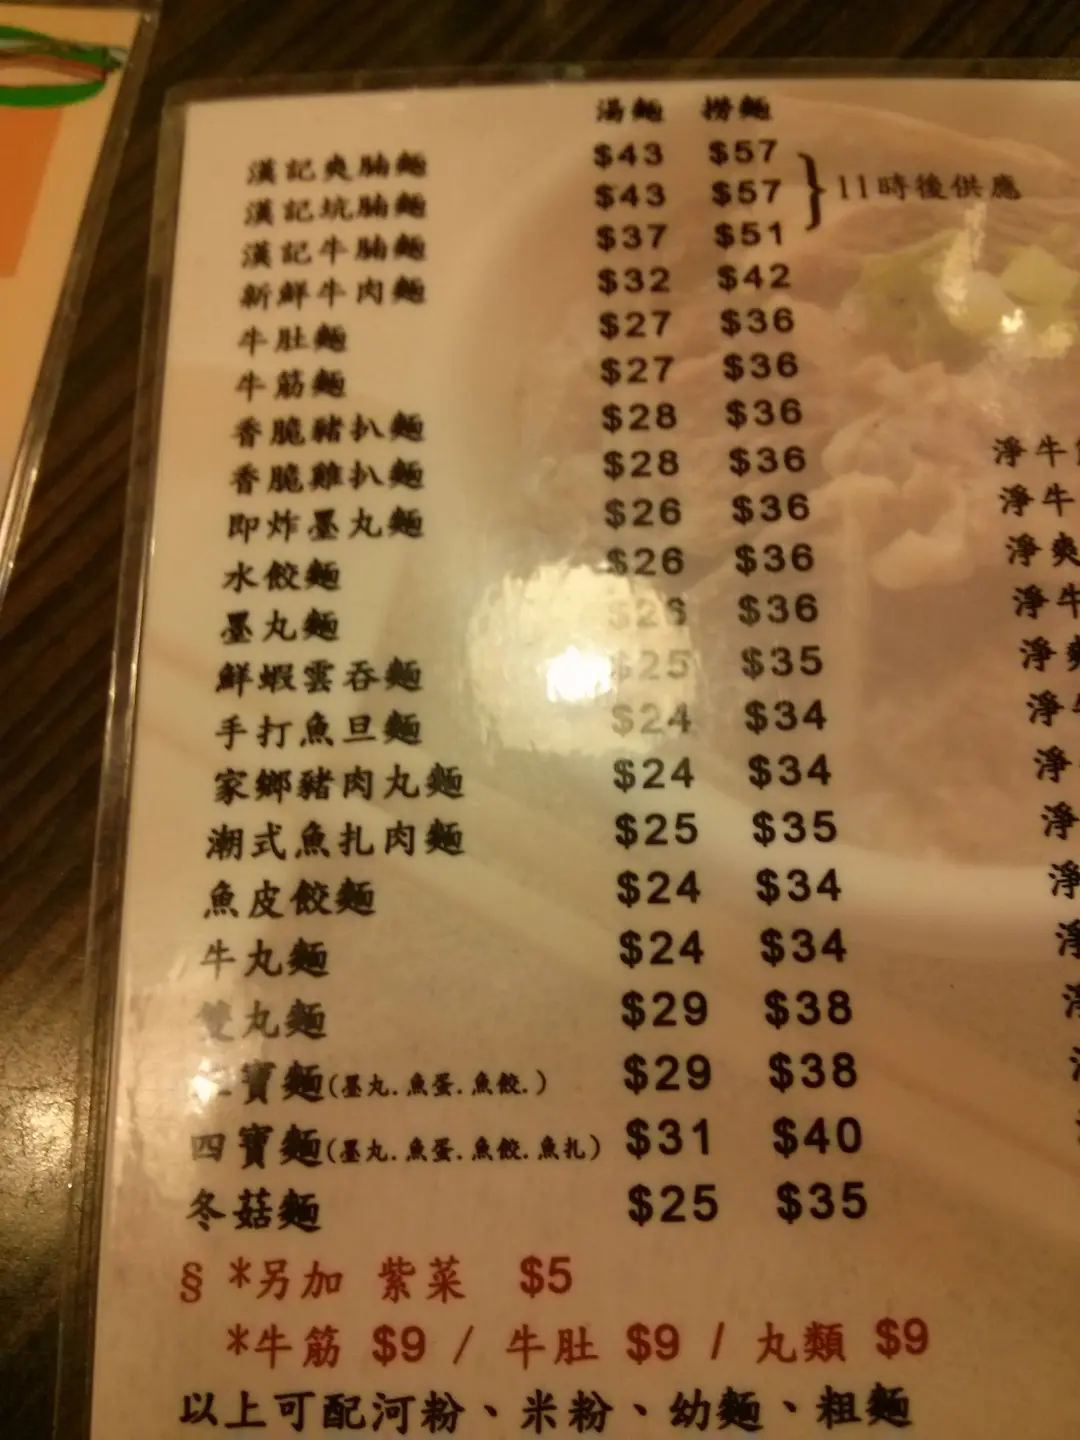 湯麵 撈麵
漢記爽腩麵 $43 $57
漢記坑腩麵 $43 $57 11時後供應
漢記牛腩麵 $37 $51
新鮮牛肉麵 $32 $42
牛肚麵 $27 $36
牛筋麵 $27 $36
香脆豬扒麵 $28 $36
香脆雞扒麵 $28 $36
即炸墨丸麵 $26 $36
水餃麵 $26 $36
墨丸麵 $26 $36
鮮蝦雲吞麵 $25 $35
手打魚旦麵 $24 $34
家鄉豬肉丸麵 $24 $34
潮式魚扎肉麵 $25 $35
魚皮餃麵 $24 $34
牛丸麵 $24 $34
雙丸麵 $29 $38
寶麵(墨丸.魚蛋.魚餃.) $29 $38
四寶麵(墨丸.魚蛋.魚餃.魚扎) $31 $40
冬菇麵 $25 $35
§ *另加 紫菜 $5
*牛筋 $9 / 牛肚 $9 / 丸類 $9
以上可配河粉、米粉、幼麵、粗麵
淨牛
淨牛
淨爽
淨牛
淨爽
淨牛
淨
淨
淨
淨